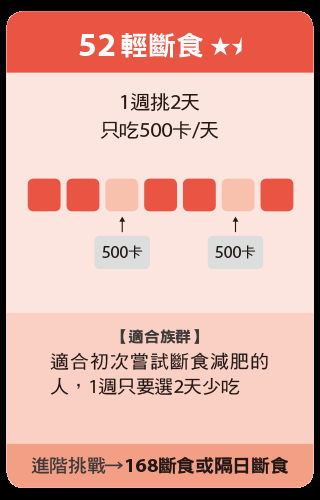 52輕斷食
1週挑2天
只吃500卡/天
500卡 500卡
【適合族群】
適合初次嘗試斷食減肥的
人，1週只要選2天少吃
進階挑戰→168斷食或隔日斷食